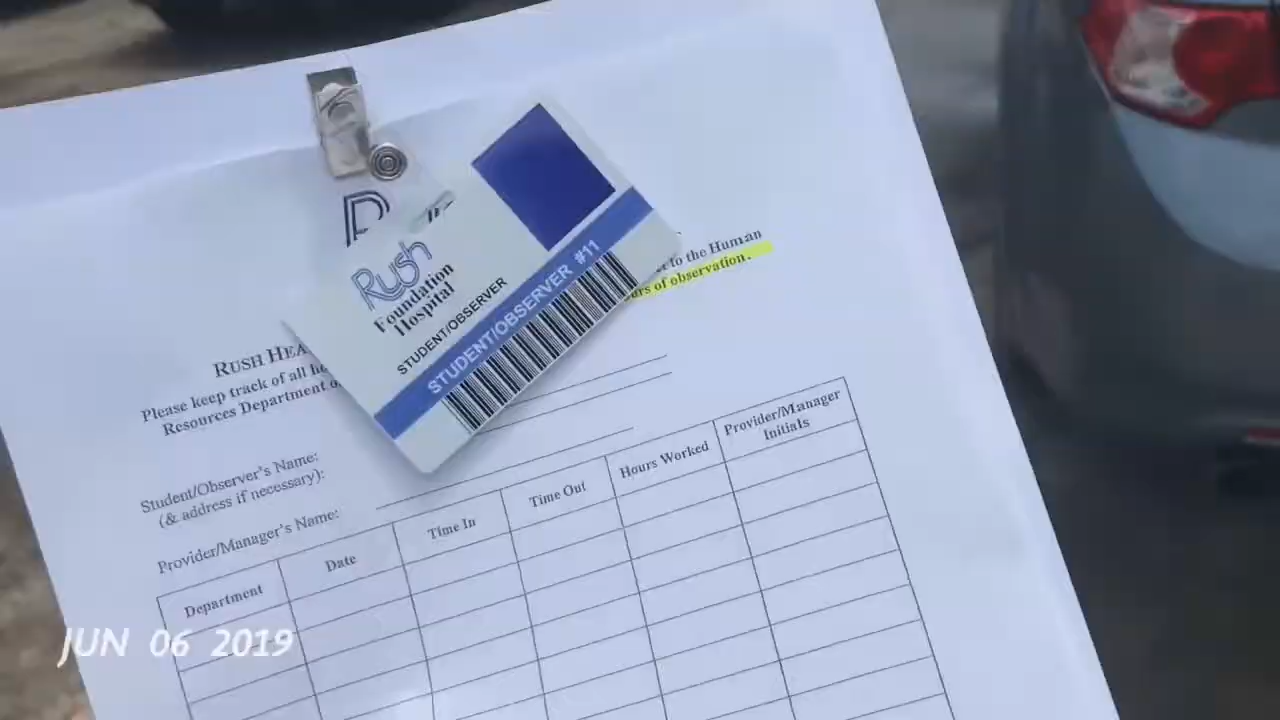 Rush
Foundation
Hospital
STUDENT/OBSERVER
STUDENT/OBSERVER #11
RUSH
Please keep track of all
to the Human
Resources Department
of observation.
Student/Observer's Name:
(& address if necessary):
Provider/Manager's Name:
Department Date Time In Time Out Hours Worked Provider/Manager
Initials
JUN 06 2019